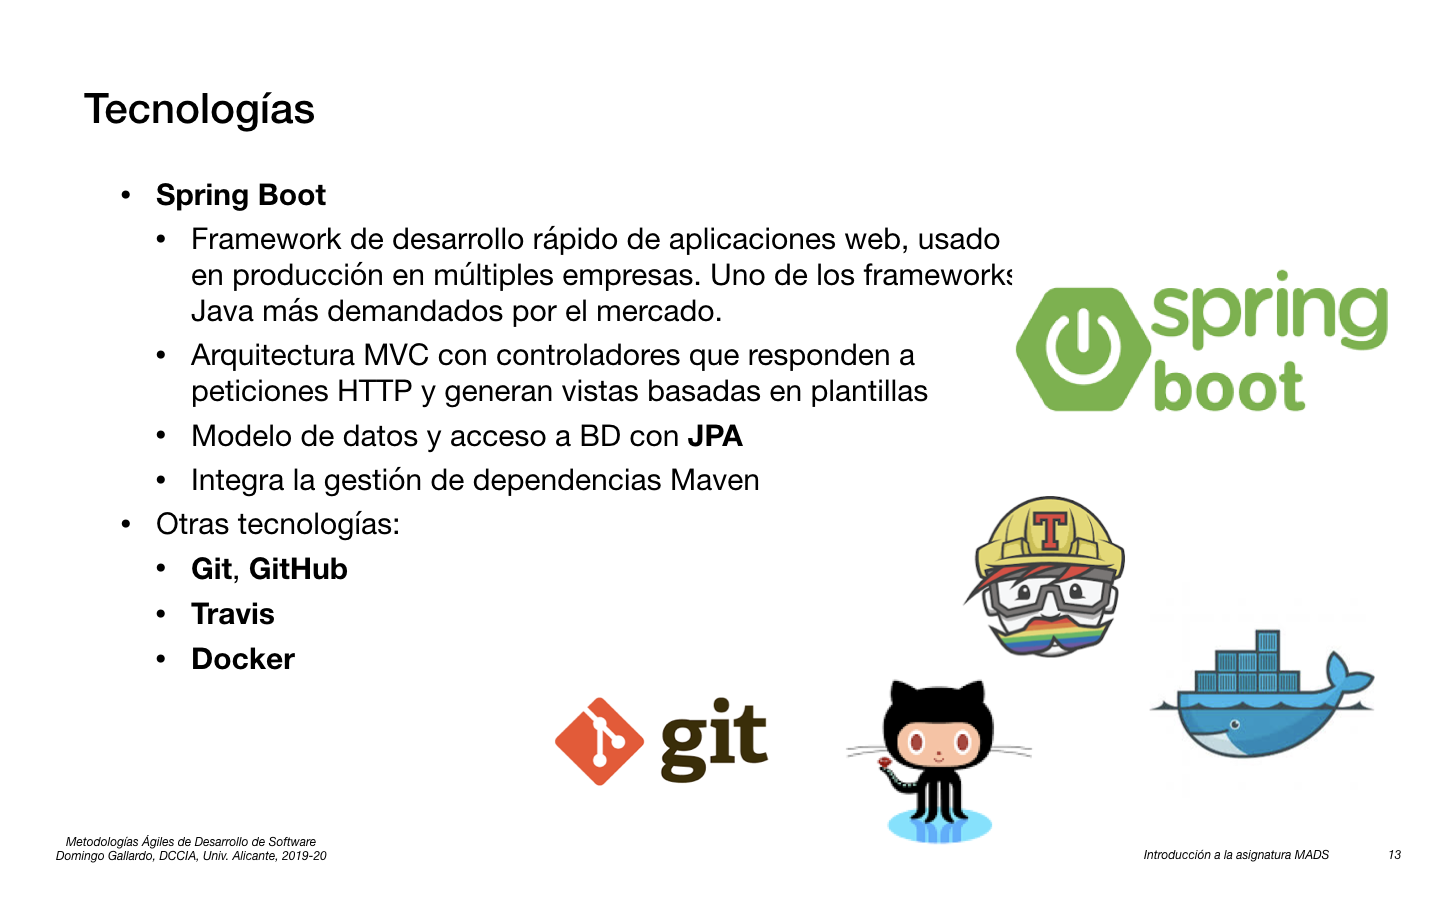 Tecnologías
• Spring Boot
• Framework de desarrollo rápido de aplicaciones web, usado
en producción en múltiples empresas. Uno de los frameworks
Java más demandados por el mercado.
• Arquitectura MVC con controladores que responden a
peticiones HTTP y generan vistas basadas en plantillas
• Modelo de datos y acceso a BD con JPA
• Integra la gestión de dependencias Maven
• Otras tecnologías:
• Git, GitHub
• Travis
• Docker
spring
boot
T
git
Metodologías Ágiles de Desarrollo de Software
Domingo Gallardo, DCCIA, Univ. Alicante, 2019-20
Introducción a la asignatura MADS
13